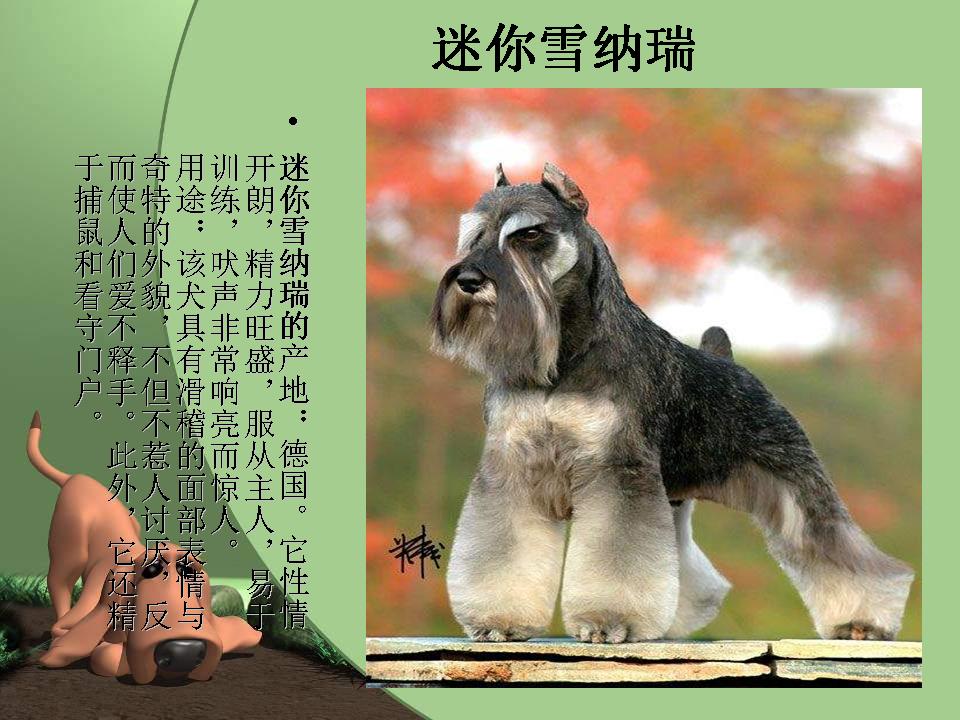 迷你雪纳瑞
• 迷你雪纳瑞的产地：德国。它性情
开朗，精力旺盛，服从主人，易于
训练，吠声非常响亮而惊人。
用途：该犬具有滑稽的面部表情与
奇特的外貌，不但不惹人讨厌，反
而使人们爱不释手。此外，它还精
于捕鼠和看守门户。